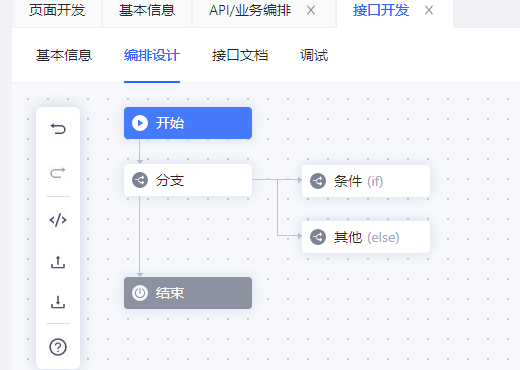 页面开发 基本信息 API/业务编排 接口开发
基本信息 编排设计 接口文档 调试
开始
分支
条件 (if)
其他 (else)
结束